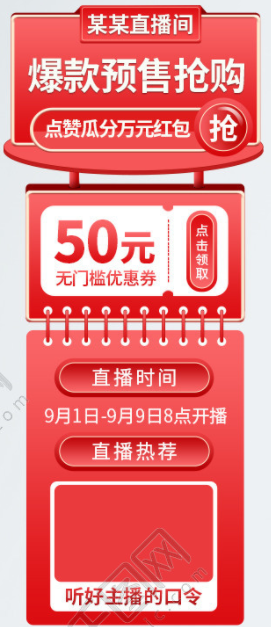 某某直播间
爆款预售抢购
点赞瓜分万元红包
抢
50元
无门槛优惠券
点击领取
直播时间
9月1日-9月9日8点开播
直播热荐
听好主播的口令